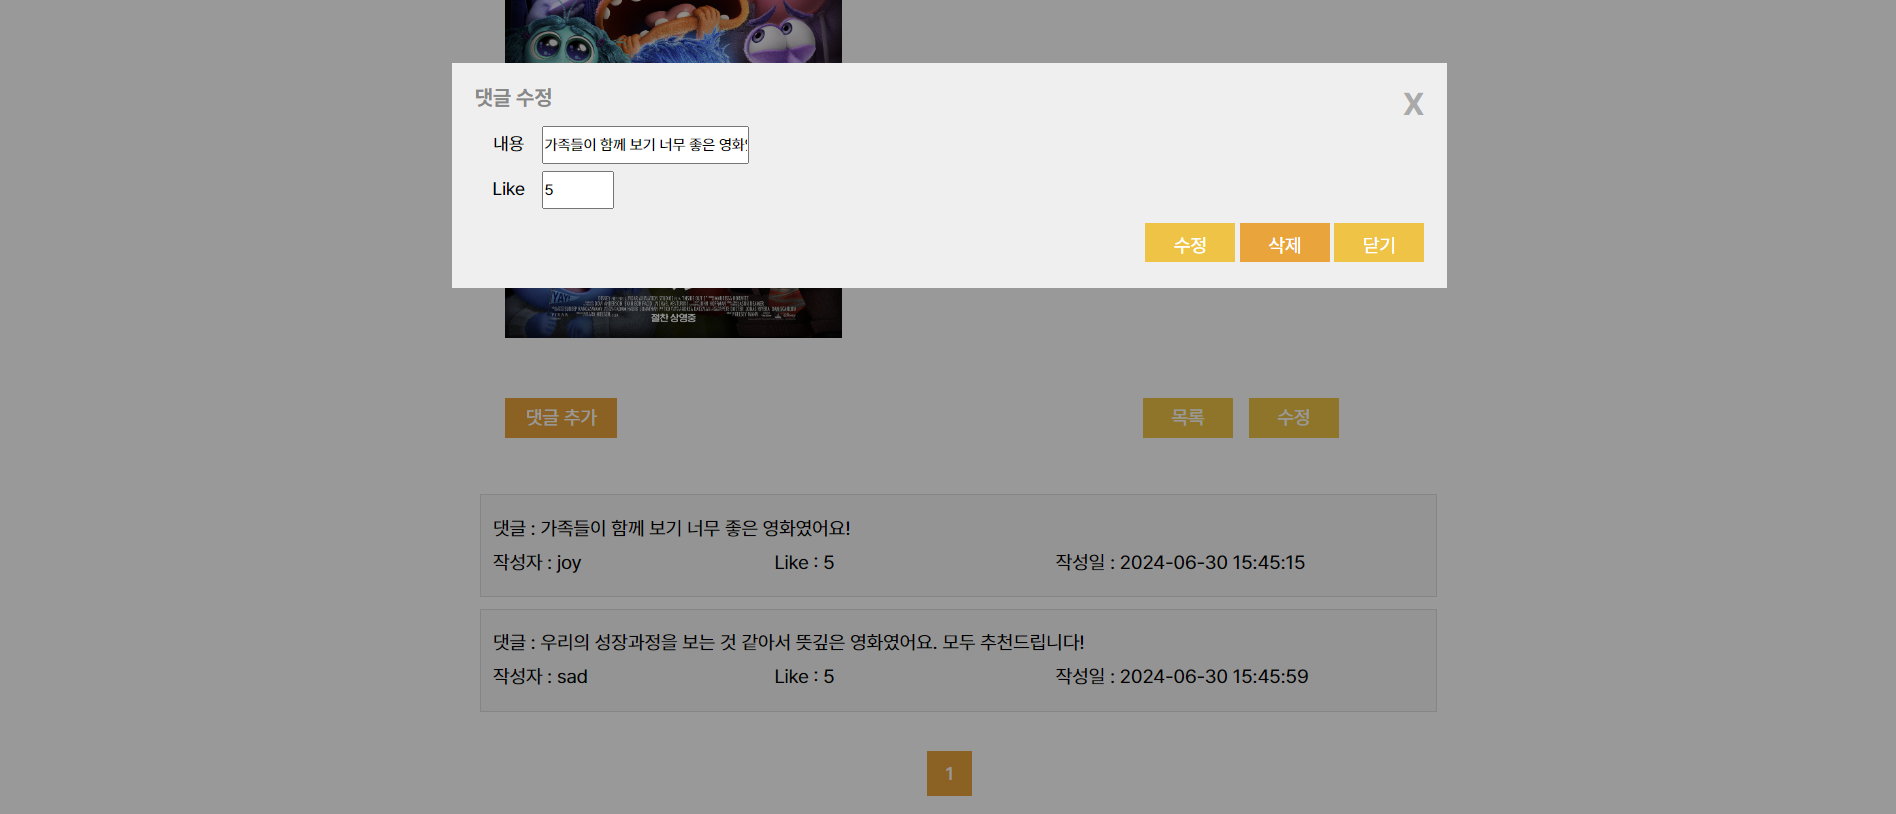 댓글 수정
X
내용 가족들이 함께 보기 너무 좋은 영화
Like 5
수정 삭제 닫기
절찬 상영중
댓글 추가 목록 수정
댓글 : 가족들이 함께 보기 너무 좋은 영화였어요!
작성자 : joy Like : 5 작성일 : 2024-06-30 15:45:15
댓글 : 우리의 성장과정을 보는 것 같아서 뜻깊은 영화였어요. 모두 추천드립니다!
작성자 : sad Like : 5 작성일 : 2024-06-30 15:45:59
1